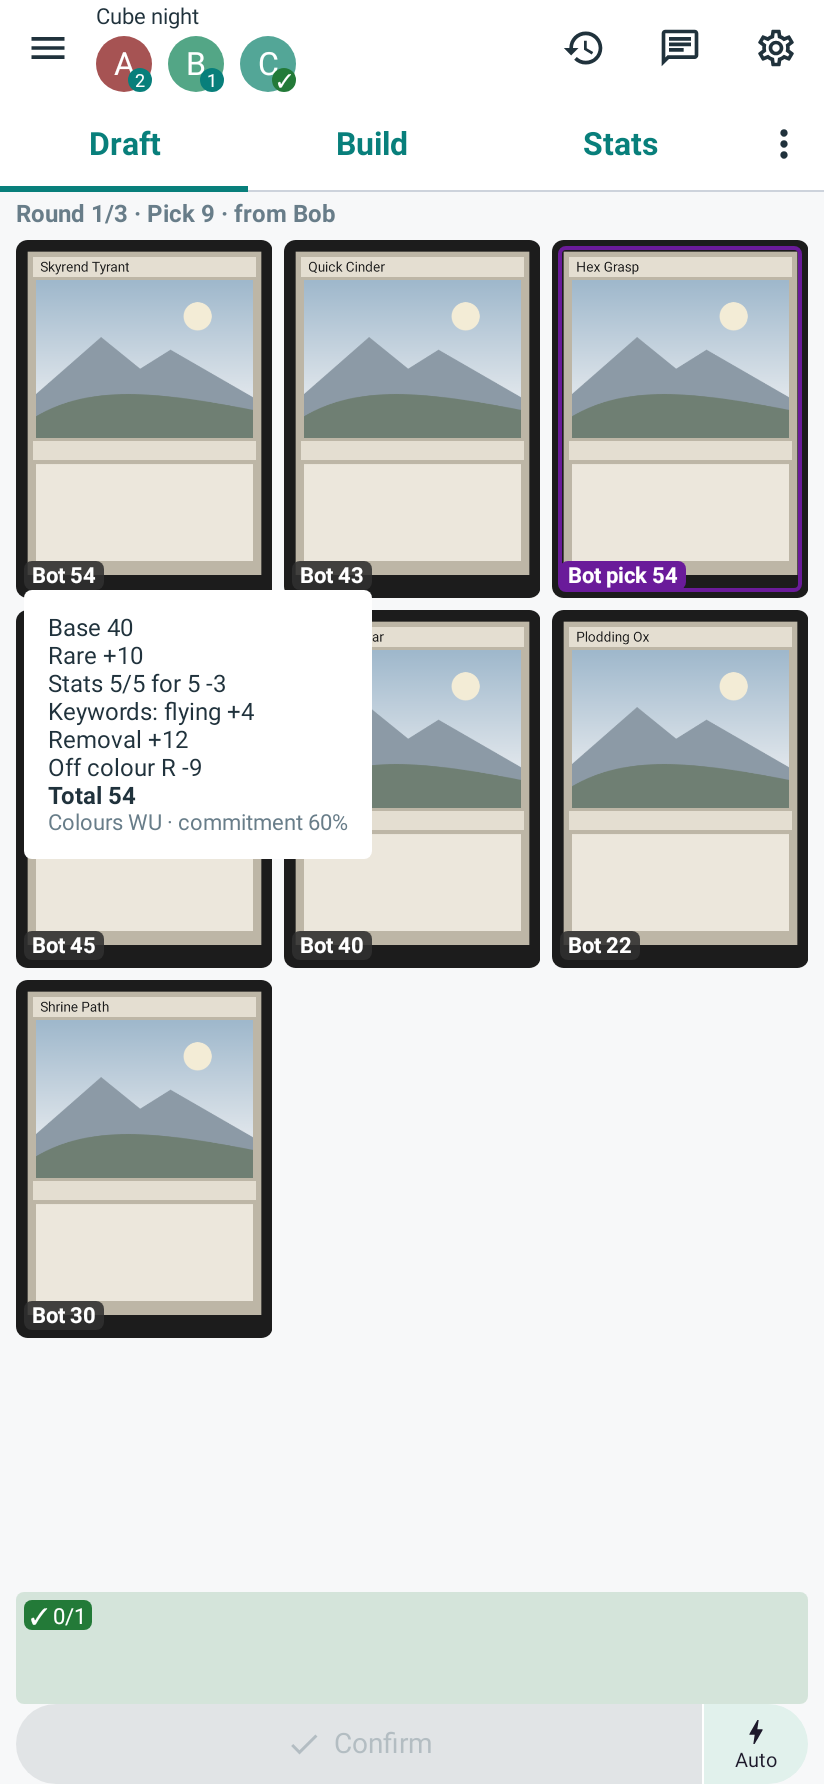 Cube night
A 2 B 1 C ✓
Draft Build Stats
Round 1/3 · Pick 9 · from Bob
Skyrend Tyrant
Quick Cinder
Hex Grasp
Bot 54
Bot 43
Bot pick 54
Base 40
Rare +10
Stats 5/5 for 5 -3
Keywords: flying +4
Removal +12
Off colour R -9
Total 54
Colours WU · commitment 60%
Plodding Ox
Bot 45
Bot 40
Bot 22
Shrine Path
Bot 30
✓ 0/1
Confirm
Auto